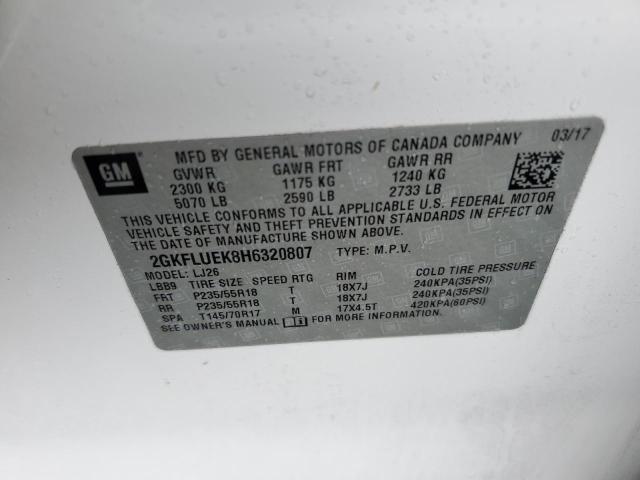 GM
MFD BY GENERAL MOTORS OF CANADA COMPANY 03/17
GVWR GAWR FRT GAWR RR
2300 KG 1175 KG 1240 KG
5070 LB 2590 LB 2733 LB
THIS VEHICLE CONFORMS TO ALL APPLICABLE U.S. FEDERAL MOTOR
VEHICLE SAFETY AND THEFT PREVENTION STANDARDS IN EFFECT ON
THE DATE OF MANUFACTURE SHOWN ABOVE.
2GKFLUEK8H6320807 TYPE: M.P.V.
MODEL: LJ26
LBB9 TIRE SIZE SPEED RTG RIM COLD TIRE PRESSURE
FRT P235/55R18 T 18X7J 240KPA(35PSI)
RR P235/55R18 T 18X7J 240KPA(35PSI)
SPA T145/70R17 M 17X4.5T 420KPA(60PSI)
SEE OWNER'S MANUAL FOR MORE INFORMATION.